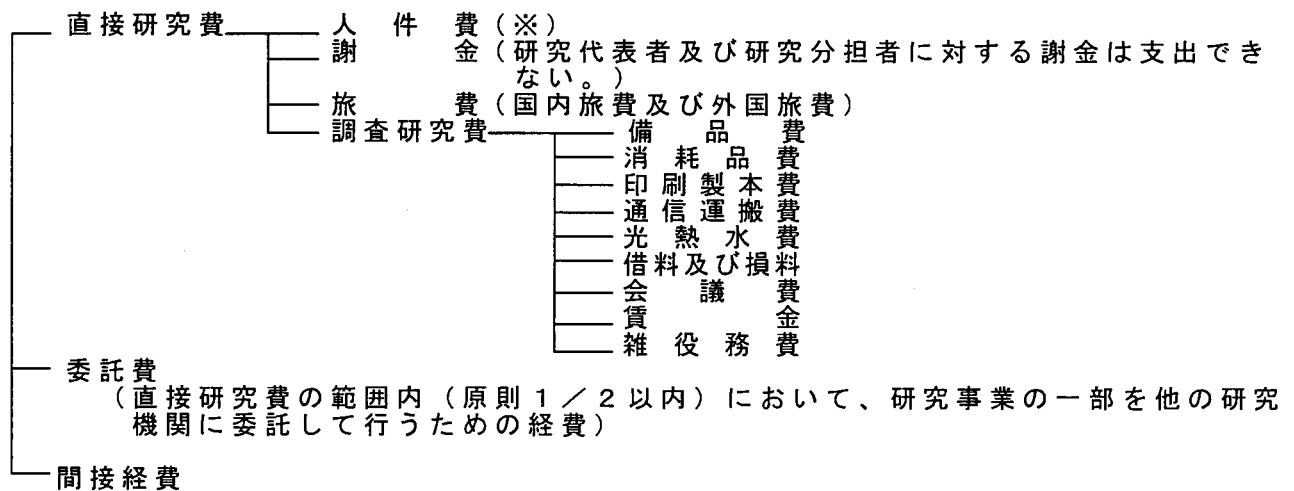 直接研究費 人件費(※)
謝金(研究代表者及び研究分担者に対する謝金は支出でき
ない。)
旅費(国内旅費及び外国旅費)
調査研究費 備品費
消耗品費
印刷製本費
通信運搬費
光熱水費
借料及び損料
会議費
賃金
雑役務費
委託費
(直接研究費の範囲内(原則1/2以内)において、研究事業の一部を他の研究
機関に委託して行うための経費)
間接経費